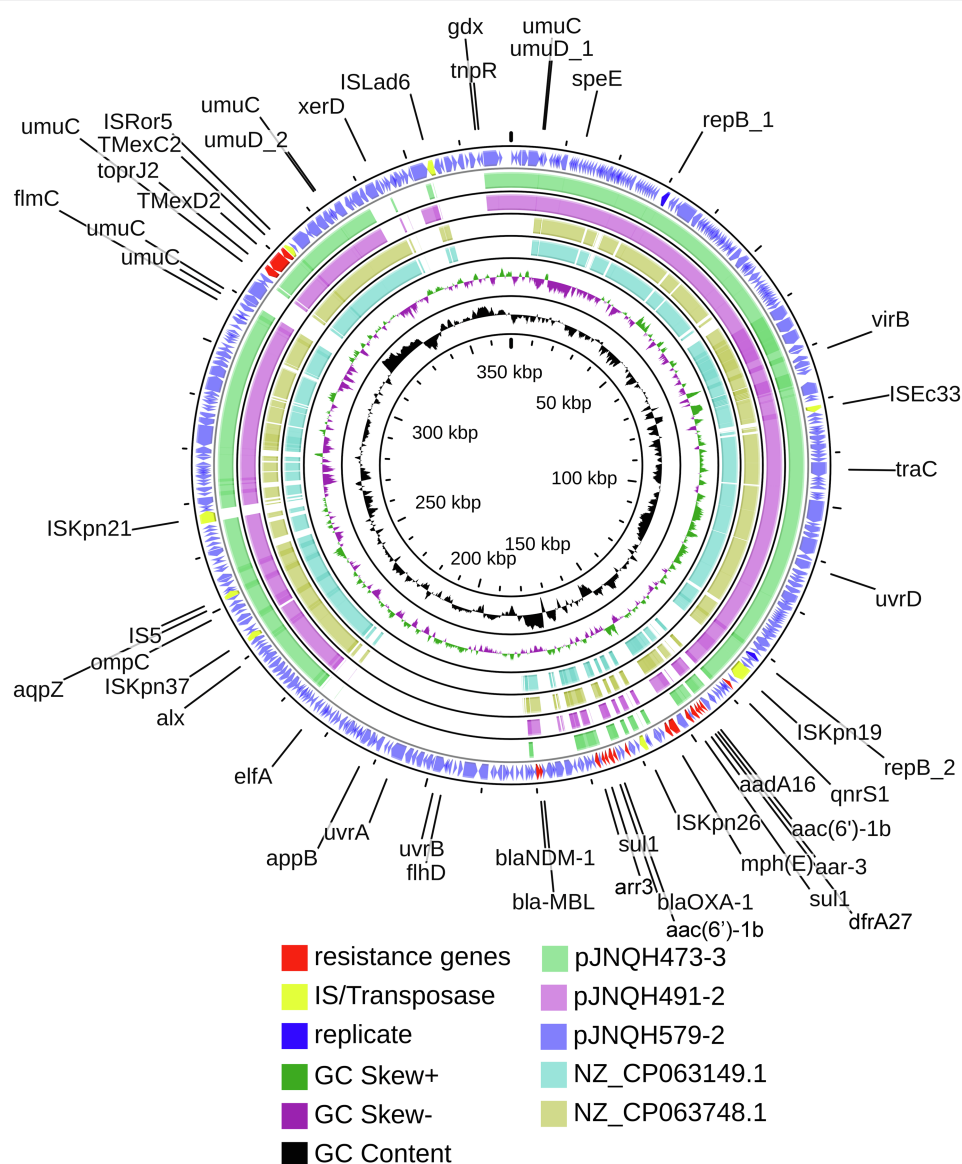 gdx
umuC
umuD_1
tnpR
speE
ISLad6
xerD
umuC
umuD_2
repB_1
ISRor5
umuC
TMexC2
toprJ2
TMexD2
flmC
umuC
umuC
virB
ISEc33
traC
uvrD
350 kbp
50 kbp
300 kbp
100 kbp
250 kbp
150 kbp
200 kbp
ISKpn21
IS5
ompC
aqpZ
ISKpn37
alx
elfA
uvrA
appB
uvrB
flhD
blaNDM-1
bla-MBL
sul1
arr3
blaOXA-1
aac(6’)-1b
ISKpn26
mph(E)
aar-3
sul1
dfrA27
aadA16
aac(6')-1b
qnrS1
repB_2
ISKpn19
resistance genes
IS/Transposase
replicate
GC Skew+
GC Skew-
GC Content
pJNQH473-3
pJNQH491-2
pJNQH579-2
NZ_CP063149.1
NZ_CP063748.1